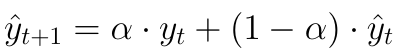 ŷ_{t+1} = α · y_t + (1 − α) · ŷ_t